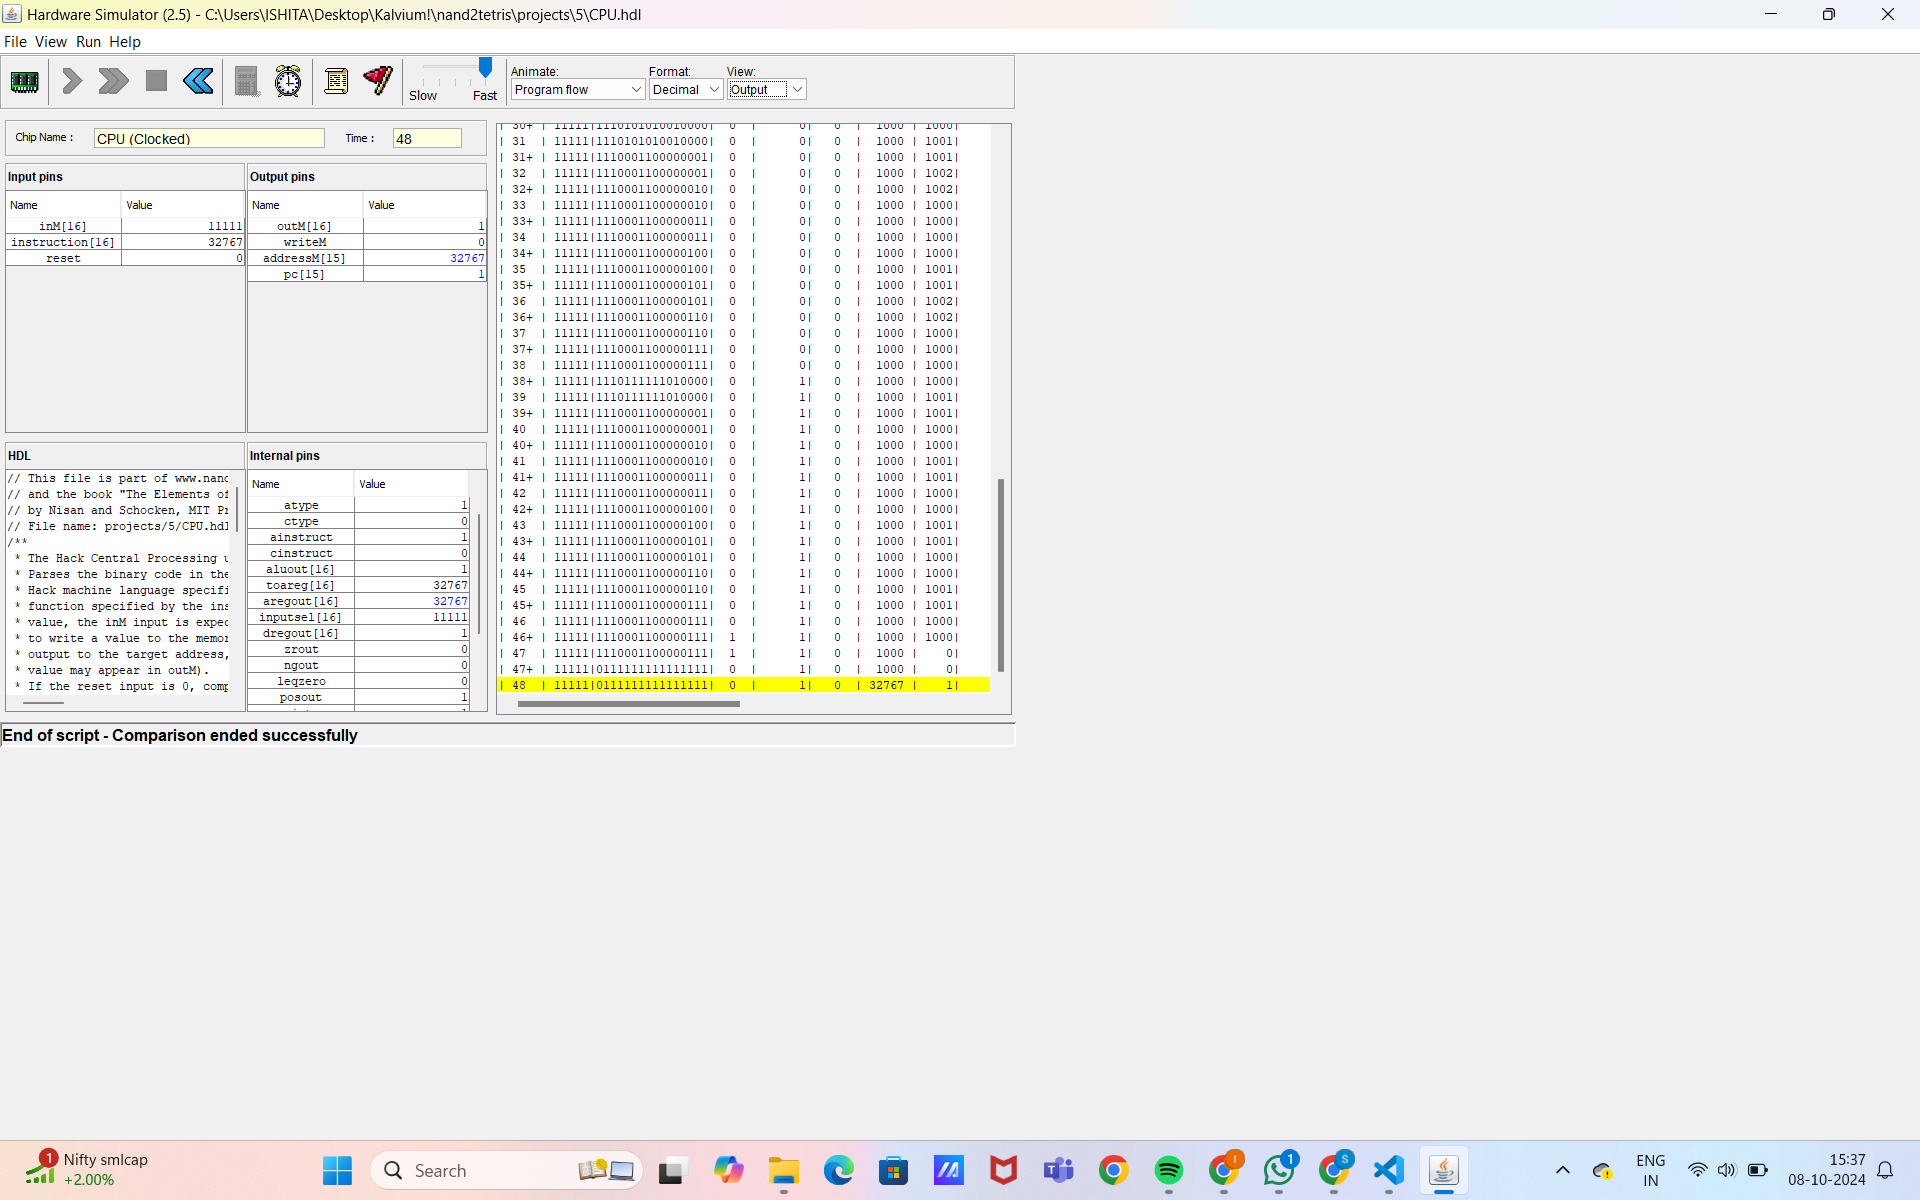 Hardware Simulator (2.5) - C:\Users\ISHITA\Desktop\Kalvium!\nand2tetris\projects\5\CPU.hdl
File View Run Help
Slow Fast
Animate: Format: View:
Program flow Decimal Output
Chip Name : CPU (Clocked) Time : 48
Input pins
Name Value
inM[16] 11111
instruction[16] 32767
reset 0
Output pins
Name Value
outM[16] 1
writeM 0
addressM[15] 32767
pc[15] 1
HDL
// This file is part of www.nand
// and the book "The Elements of
// by Nisan and Schocken, MIT Pr
// File name: projects/5/CPU.hdl
/**
* The Hack Central Processing u
* Parses the binary code in the
* Hack machine language specifi
* function specified by the ins
* value, the inM input is expec
* to write a value to the memor
* output to the target address,
* value may appear in outM).
* If the reset input is 0, comp
Internal pins
Name Value
atype 1
ctype 0
ainstruct 1
cinstruct 0
aluout[16] 1
toareg[16] 32767
aregout[16] 32767
inputsel[16] 11111
dregout[16] 1
zrout 0
ngout 0
leqzero 0
posout 1
| 30+ | 11111|1110101010010000| 0 | 0| 0 | 1000 | 1000|
| 31 | 11111|1110101010010000| 0 | 0| 0 | 1000 | 1001|
| 31+ | 11111|1110001100000001| 0 | 0| 0 | 1000 | 1001|
| 32 | 11111|1110001100000001| 0 | 0| 0 | 1000 | 1002|
| 32+ | 11111|1110001100000010| 0 | 0| 0 | 1000 | 1002|
| 33 | 11111|1110001100000010| 0 | 0| 0 | 1000 | 1000|
| 33+ | 11111|1110001100000011| 0 | 0| 0 | 1000 | 1000|
| 34 | 11111|1110001100000011| 0 | 0| 0 | 1000 | 1000|
| 34+ | 11111|1110001100000100| 0 | 0| 0 | 1000 | 1000|
| 35 | 11111|1110001100000100| 0 | 0| 0 | 1000 | 1001|
| 35+ | 11111|1110001100000101| 0 | 0| 0 | 1000 | 1001|
| 36 | 11111|1110001100000101| 0 | 0| 0 | 1000 | 1002|
| 36+ | 11111|1110001100000110| 0 | 0| 0 | 1000 | 1002|
| 37 | 11111|1110001100000110| 0 | 0| 0 | 1000 | 1000|
| 37+ | 11111|1110001100000111| 0 | 0| 0 | 1000 | 1000|
| 38 | 11111|1110001100000111| 0 | 0| 0 | 1000 | 1000|
| 38+ | 11111|1110111111010000| 0 | 1| 0 | 1000 | 1000|
| 39 | 11111|1110111111010000| 0 | 1| 0 | 1000 | 1001|
| 39+ | 11111|1110001100000001| 0 | 1| 0 | 1000 | 1001|
| 40 | 11111|1110001100000001| 0 | 1| 0 | 1000 | 1000|
| 40+ | 11111|1110001100000010| 0 | 1| 0 | 1000 | 1000|
| 41 | 11111|1110001100000010| 0 | 1| 0 | 1000 | 1001|
| 41+ | 11111|1110001100000011| 0 | 1| 0 | 1000 | 1001|
| 42 | 11111|1110001100000011| 0 | 1| 0 | 1000 | 1000|
| 42+ | 11111|1110001100000100| 0 | 1| 0 | 1000 | 1000|
| 43 | 11111|1110001100000100| 0 | 1| 0 | 1000 | 1001|
| 43+ | 11111|1110001100000101| 0 | 1| 0 | 1000 | 1001|
| 44 | 11111|1110001100000101| 0 | 1| 0 | 1000 | 1000|
| 44+ | 11111|1110001100000110| 0 | 1| 0 | 1000 | 1000|
| 45 | 11111|1110001100000110| 0 | 1| 0 | 1000 | 1001|
| 45+ | 11111|1110001100000111| 0 | 1| 0 | 1000 | 1001|
| 46 | 11111|1110001100000111| 0 | 1| 0 | 1000 | 1000|
| 46+ | 11111|1110001100000111| 1 | 1| 0 | 1000 | 1000|
| 47 | 11111|1110001100000111| 1 | 1| 0 | 1000 | 0|
| 47+ | 11111|0111111111111111| 0 | 1| 0 | 1000 | 0|
| 48 | 11111|0111111111111111| 0 | 1| 0 | 32767 | 1|
End of script - Comparison ended successfully
1 Nifty smlcap
+2.00%
Search
I
1
S
ENG
IN
15:37
08-10-2024